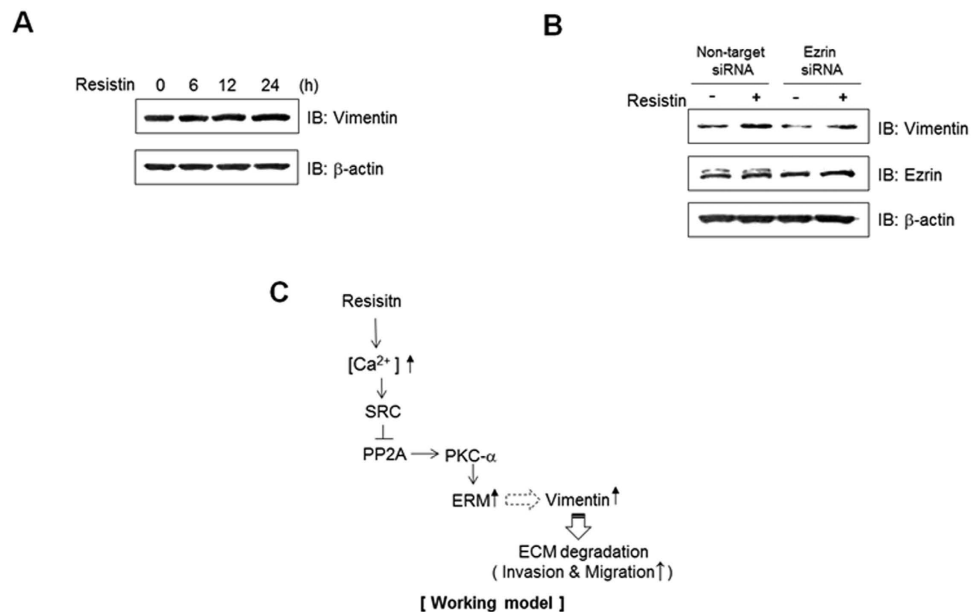 A
Resistin 0 6 12 24 (h)
IB: Vimentin
IB: β-actin
B
Non-target siRNA
Ezrin siRNA
Resistin - + - +
IB: Vimentin
IB: Ezrin
IB: β-actin
C
Resisitn
[Ca²⁺] ↑
SRC
PP2A → PKC-α
ERM↑ Vimentin↑
ECM degradation
( Invasion & Migration↑)
[ Working model ]